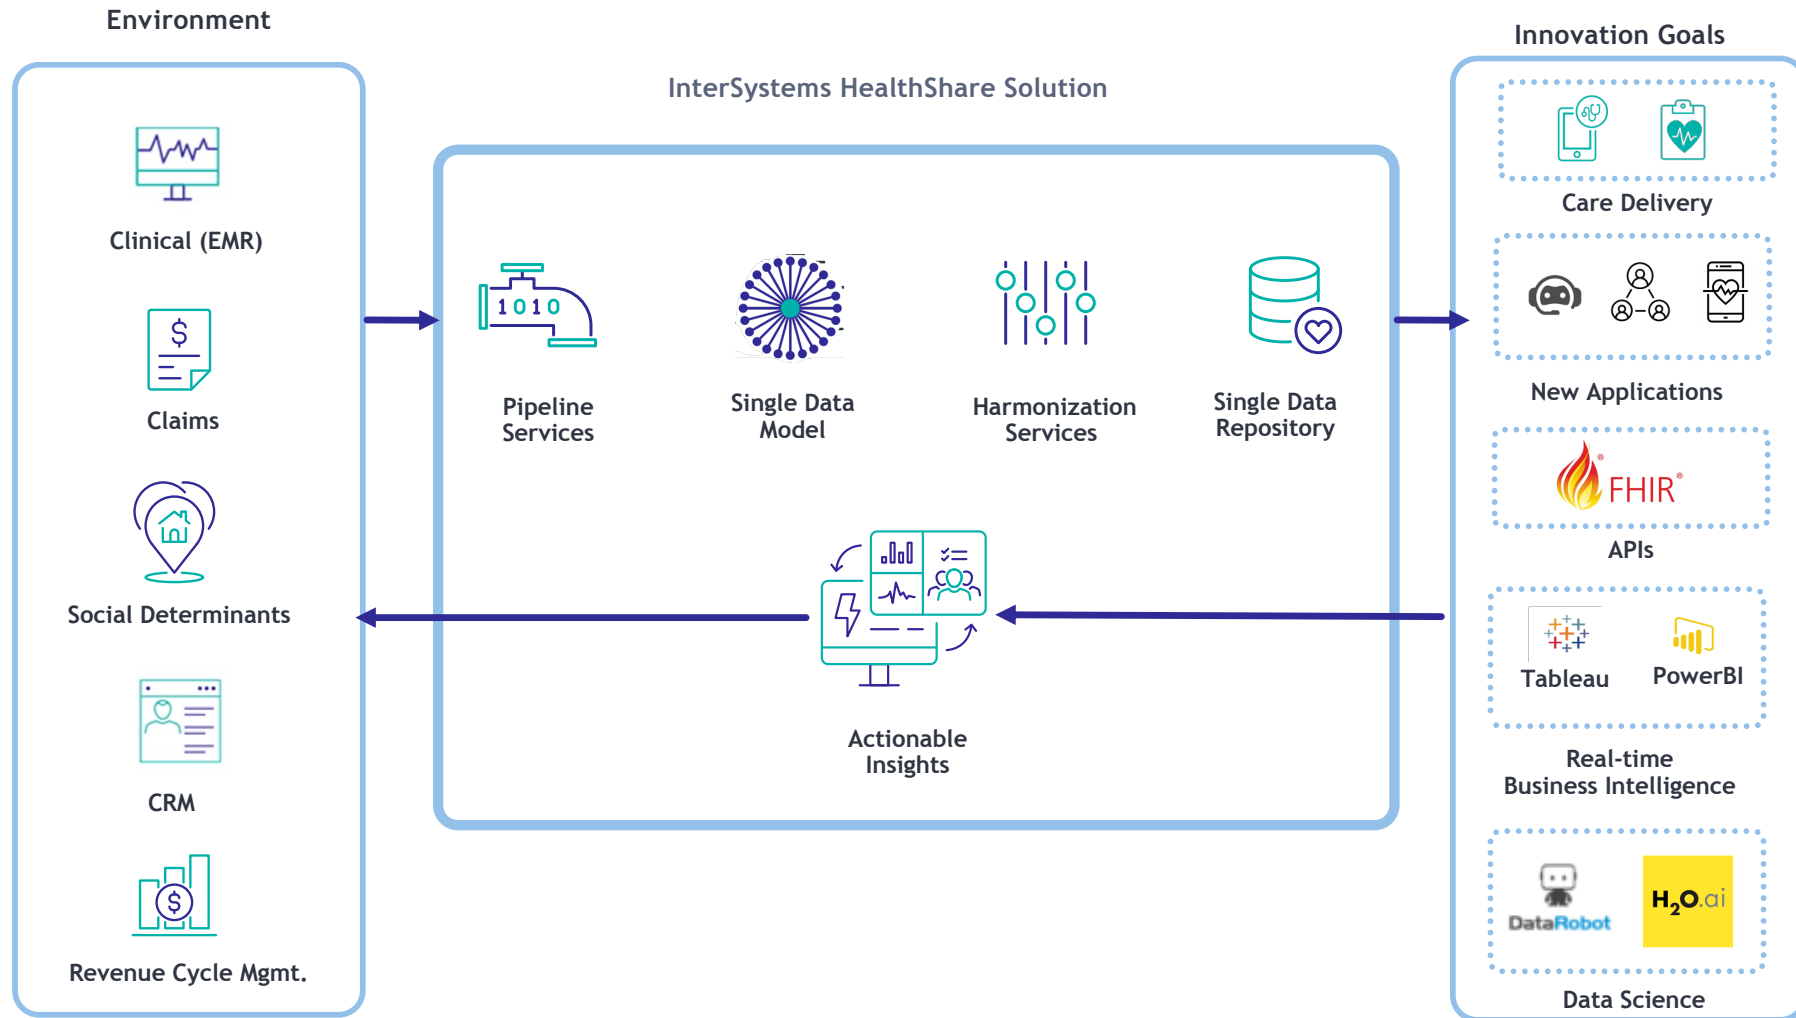 Environment
Clinical (EMR)
$
Claims
Social Determinants
CRM
$
Revenue Cycle Mgmt.
InterSystems HealthShare Solution
1010
Pipeline
Services
Single Data
Model
Harmonization
Services
Single Data
Repository
Actionable
Insights
Innovation Goals
Care Delivery
New Applications
FHIR®
®
APIs
Tableau
PowerBI
Real-time
Business Intelligence
DataRobot
H2O.ai
Data Science